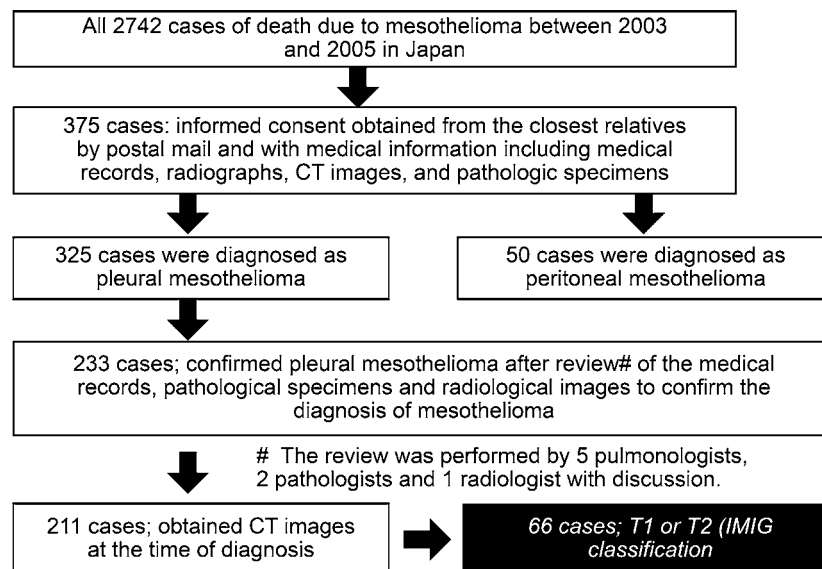 All 2742 cases of death due to mesothelioma between 2003
and 2005 in Japan
375 cases: informed consent obtained from the closest relatives
by postal mail and with medical information including medical
records, radiographs, CT images, and pathologic specimens
325 cases were diagnosed as
pleural mesothelioma
50 cases were diagnosed as
peritoneal mesothelioma
233 cases; confirmed pleural mesothelioma after review# of the medical
records, pathological specimens and radiological images to confirm the
diagnosis of mesothelioma
# The review was performed by 5 pulmonologists,
2 pathologists and 1 radiologist with discussion.
211 cases; obtained CT images
at the time of diagnosis
66 cases; T1 or T2 (IMIG
classification